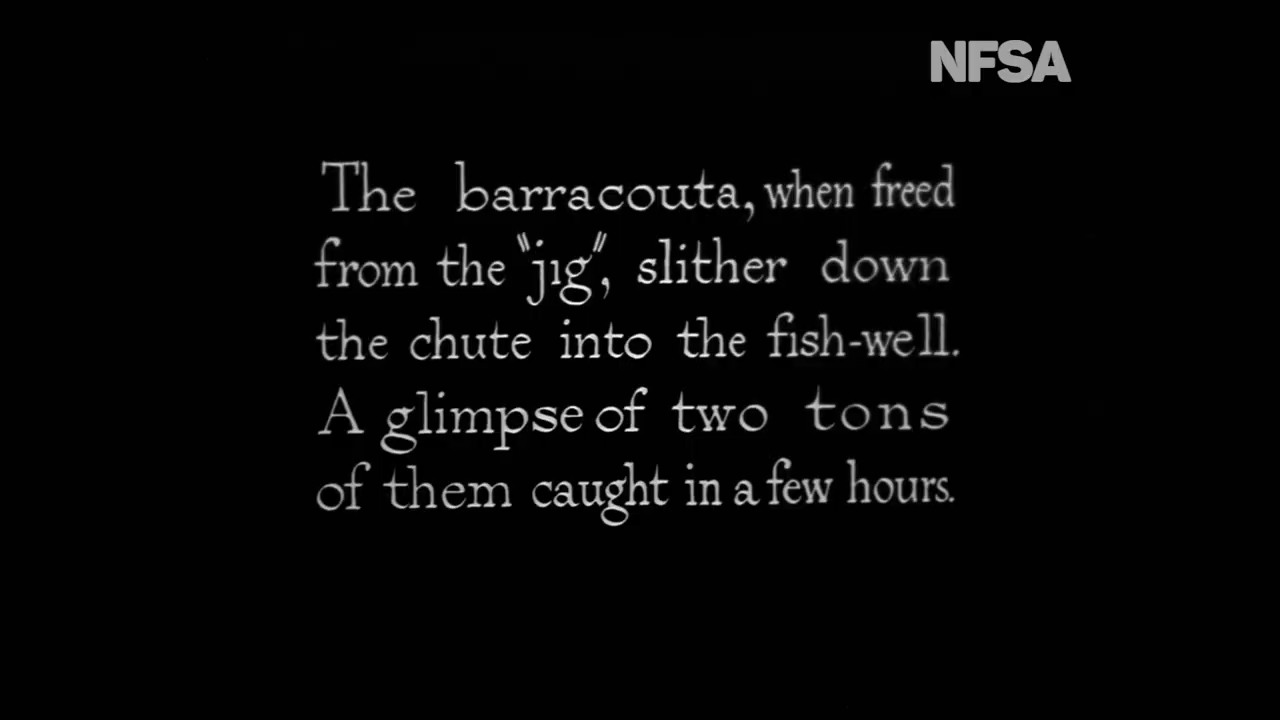 NFSA
The barracouta, when freed
from the "jig", slither down
the chute into the fish-well.
A glimpse of two tons
of them caught in a few hours.